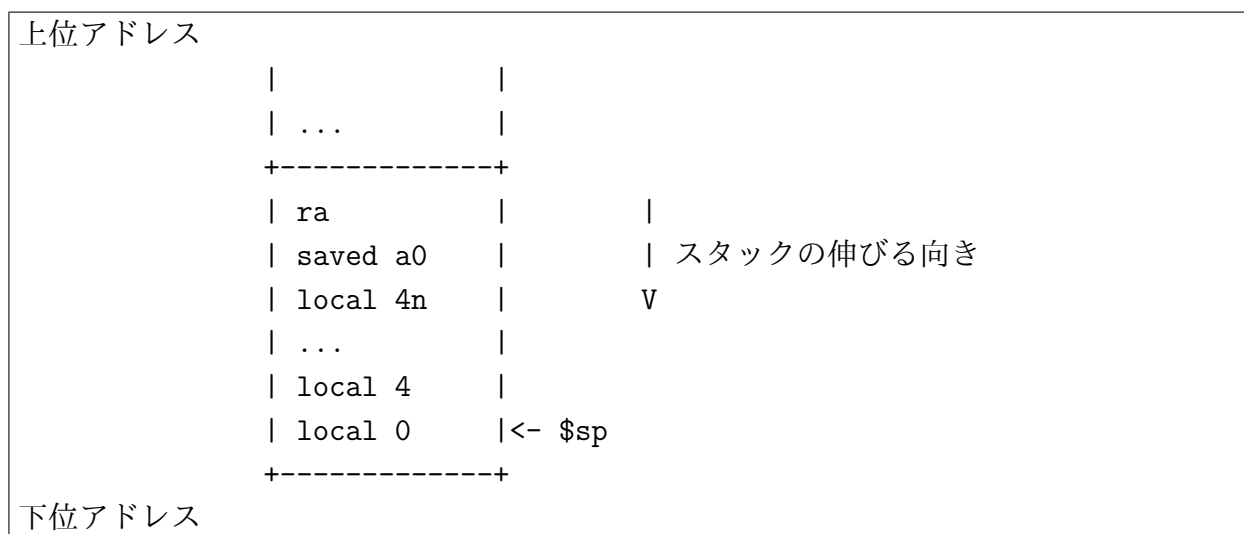 上位アドレス
|             |
| ...         |
+-------------+
| ra          |        |
| saved a0    |        | スタックの伸びる向き
| local 4n    |        V
| ...         |
| local 4     |
| local 0     |<- $sp
+-------------+
下位アドレス